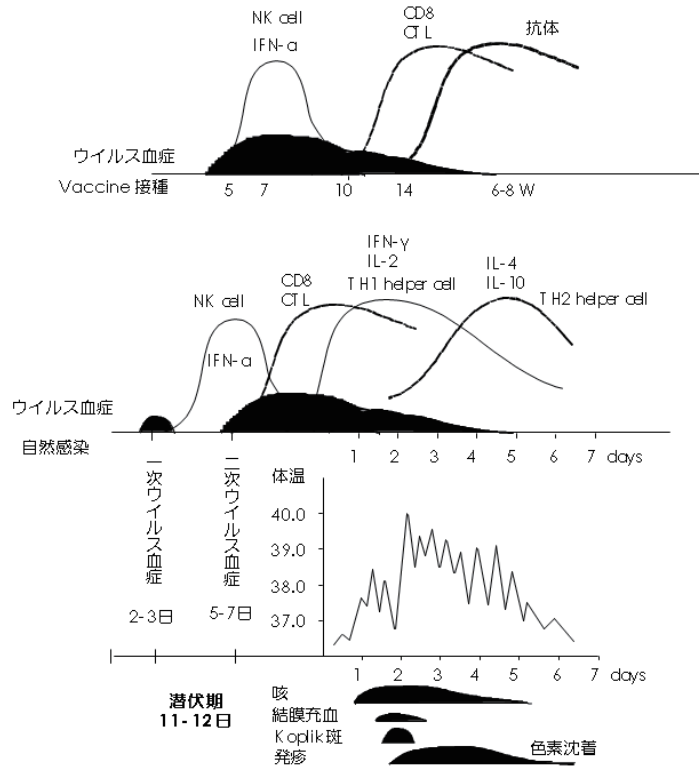 NK cell
IFN-α
CD8
CTL
抗体
ウイルス血症
Vaccine 接種
5 7 10 14 6-8 W
NK cell
IFN-α
CD8
CTL
IFN-γ
IL-2
TH1 helper cell
IL-4
IL-10
TH2 helper cell
ウイルス血症
自然感染
1 2 3 4 5 6 7 days
一次ウイルス血症
2-3日
二次ウイルス血症
5-7日
体温
40.0
39.0
38.0
37.0
1 2 3 4 5 6 7 days
潜伏期
11-12日
咳
結膜充血
Koplik斑
発疹
色素沈着